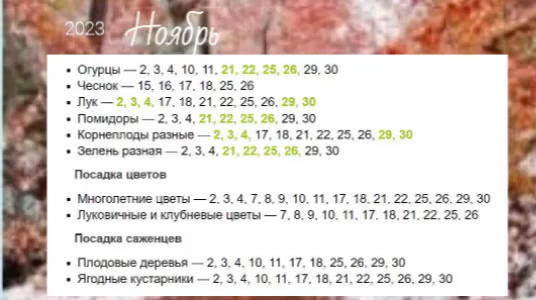 2023 Ноябрь
• Огурцы — 2, 3, 4, 10, 11, 21, 22, 25, 26, 29, 30
• Чеснок — 15, 16, 17, 18, 25, 26
• Лук — 2, 3, 4, 17, 18, 21, 22, 25, 26, 29, 30
• Помидоры — 2, 3, 4, 21, 22, 25, 26, 29, 30
• Корнеплоды разные — 2, 3, 4, 17, 18, 21, 22, 25, 26, 29, 30
• Зелень разная — 2, 3, 4, 21, 22, 25, 26, 29, 30
Посадка цветов
• Многолетние цветы — 2, 3, 4, 7, 8, 9, 10, 11, 17, 18, 21, 22, 25, 26, 29, 30
• Луковичные и клубневые цветы — 7, 8, 9, 10, 11, 17, 18, 21, 22, 25, 26
Посадка саженцев
• Плодовые деревья — 2, 3, 4, 10, 11, 17, 18, 25, 26, 29, 30
• Ягодные кустарники — 2, 3, 4, 10, 11, 17, 18, 21, 22, 25, 26, 29, 30